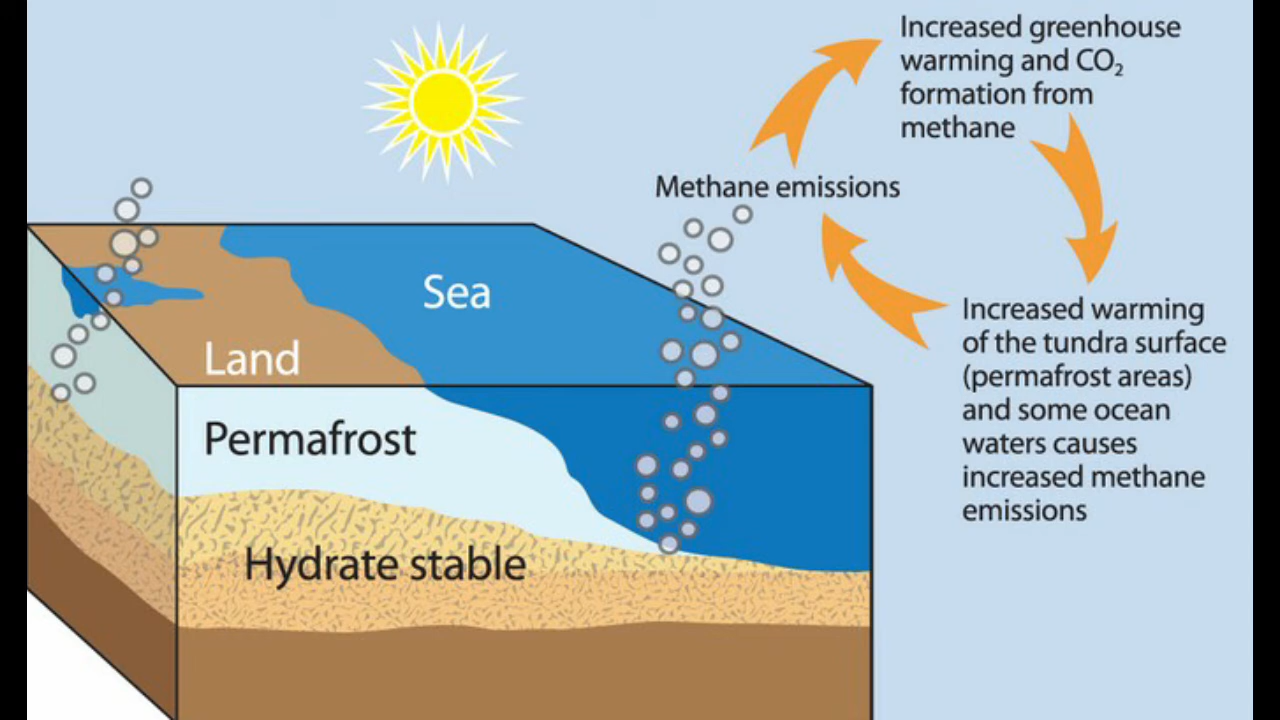 Increased greenhouse
warming and CO₂
formation from
methane
Methane emissions
Sea
Increased warming
of the tundra surface
(permafrost areas)
and some ocean
waters causes
increased methane
emissions
Land
Permafrost
Hydrate stable